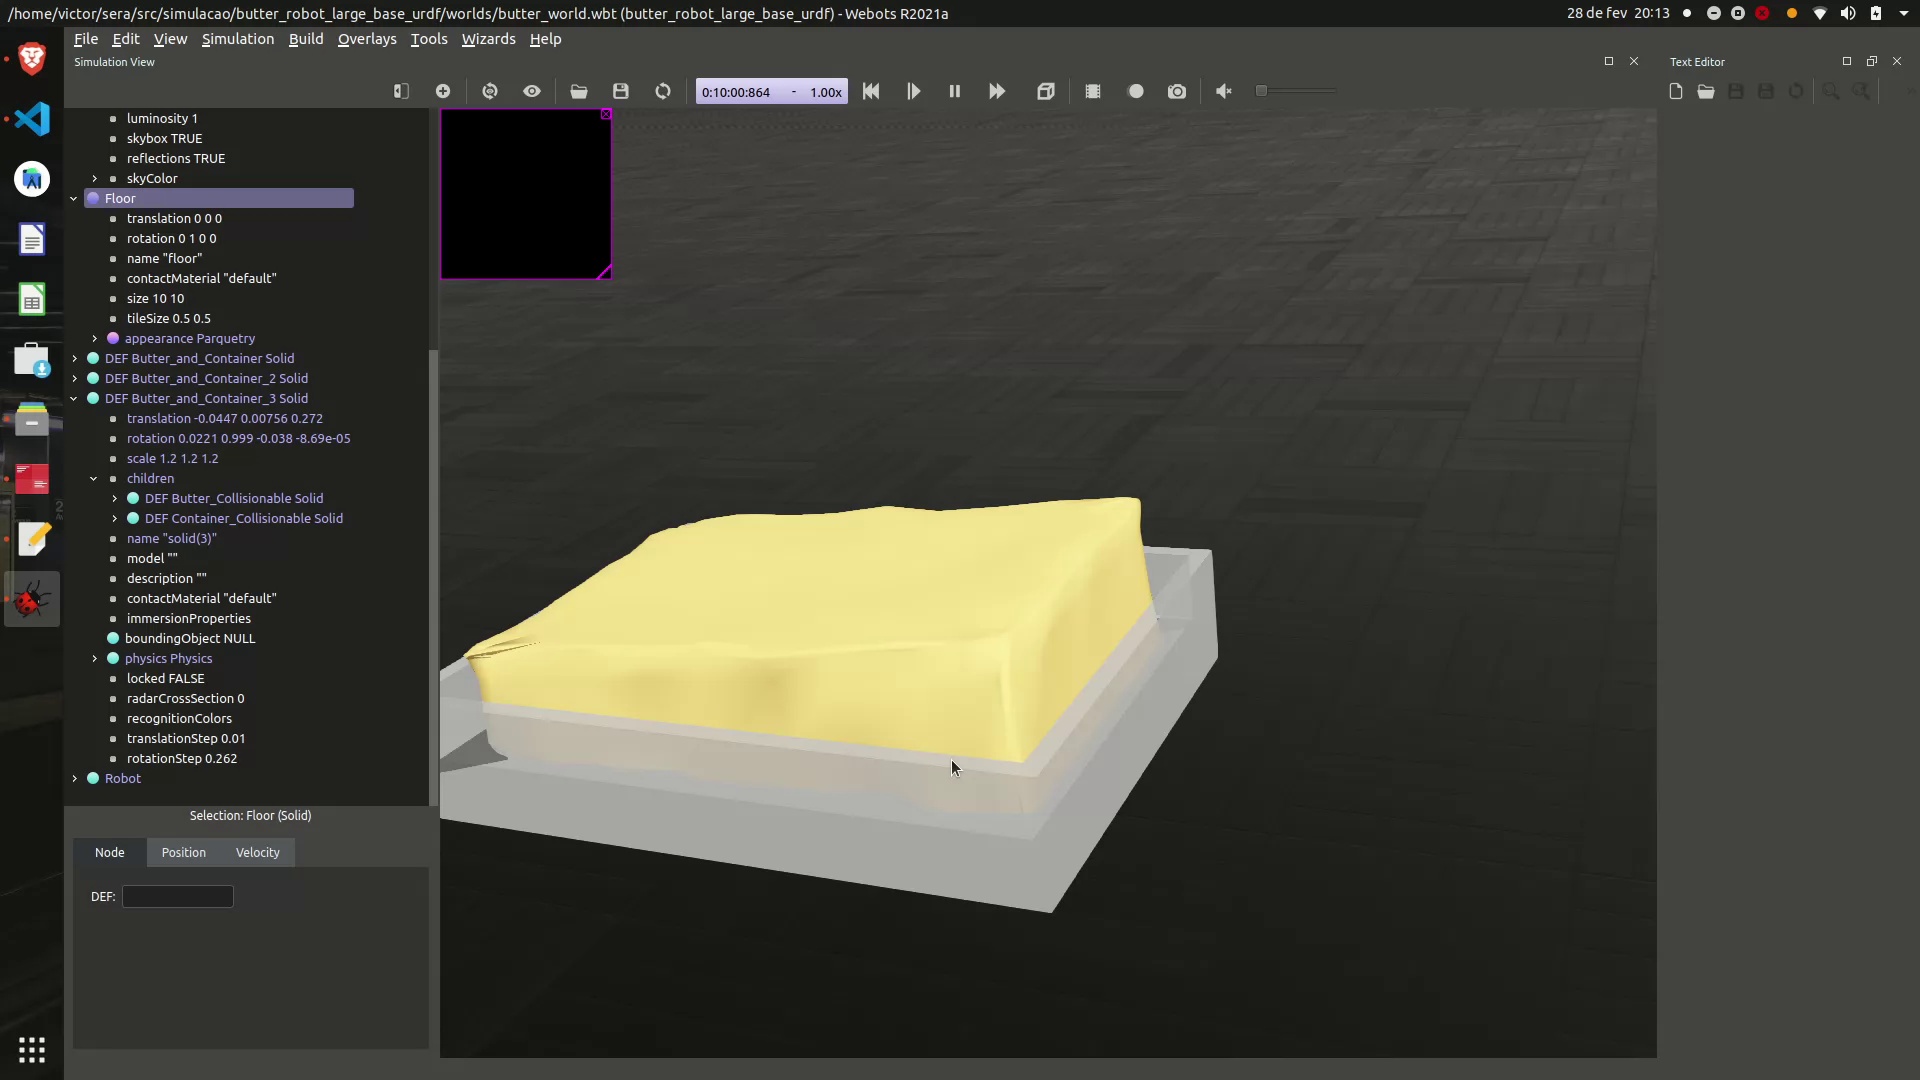 /home/victor/sera/src/simulacao/butter_robot_large_base_urdf/worlds/butter_world.wbt (butter_robot_large_base_urdf) - Webots R2021a
28 de fev 20:13
File Edit View Simulation Build Overlays Tools Wizards Help
Simulation View
Text Editor
0:10:00:864 - 1.00x
luminosity 1
skybox TRUE
reflections TRUE
skyColor
Floor
translation 0 0 0
rotation 0 1 0 0
name "floor"
contactMaterial "default"
size 10 10
tileSize 0.5 0.5
appearance Parquetry
DEF Butter_and_Container Solid
DEF Butter_and_Container_2 Solid
DEF Butter_and_Container_3 Solid
translation -0.0447 0.00756 0.272
rotation 0.0221 0.999 -0.038 -8.69e-05
scale 1.2 1.2 1.2
children
DEF Butter_Collisionable Solid
DEF Container_Collisionable Solid
name "solid(3)"
model ""
description ""
contactMaterial "default"
immersionProperties
boundingObject NULL
physics Physics
locked FALSE
radarCrossSection 0
recognitionColors
translationStep 0.01
rotationStep 0.262
Robot
Selection: Floor (Solid)
Node Position Velocity
DEF: